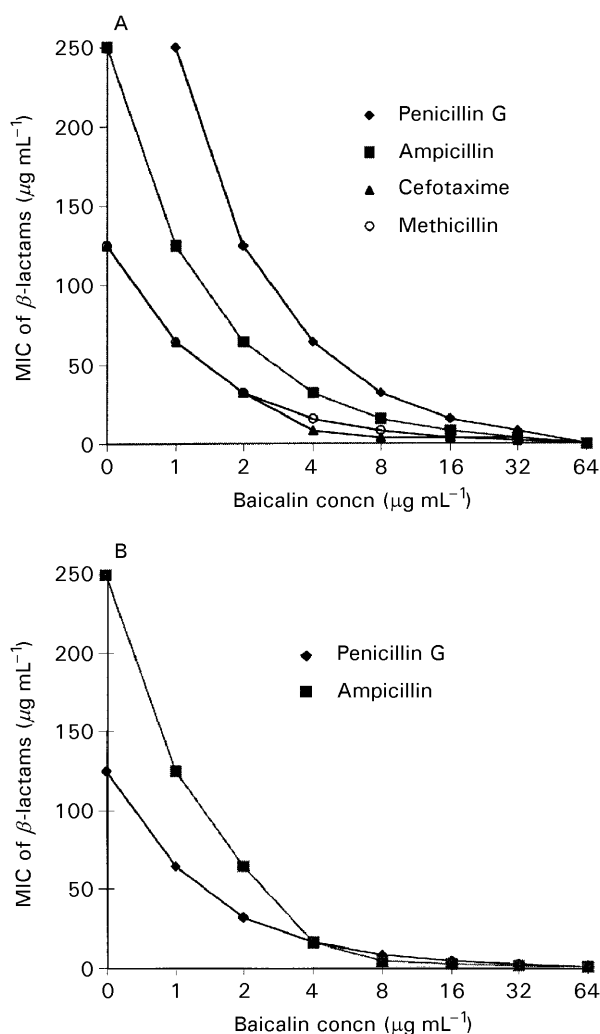 A
MIC of β-lactams (μg mL⁻¹)
250
200
150
100
50
0
Penicillin G
Ampicillin
Cefotaxime
Methicillin
0 1 2 4 8 16 32 64
Baicalin concn (μg mL⁻¹)
B
MIC of β-lactams (μg mL⁻¹)
250
200
150
100
50
0
Penicillin G
Ampicillin
0 1 2 4 8 16 32 64
Baicalin concn (μg mL⁻¹)